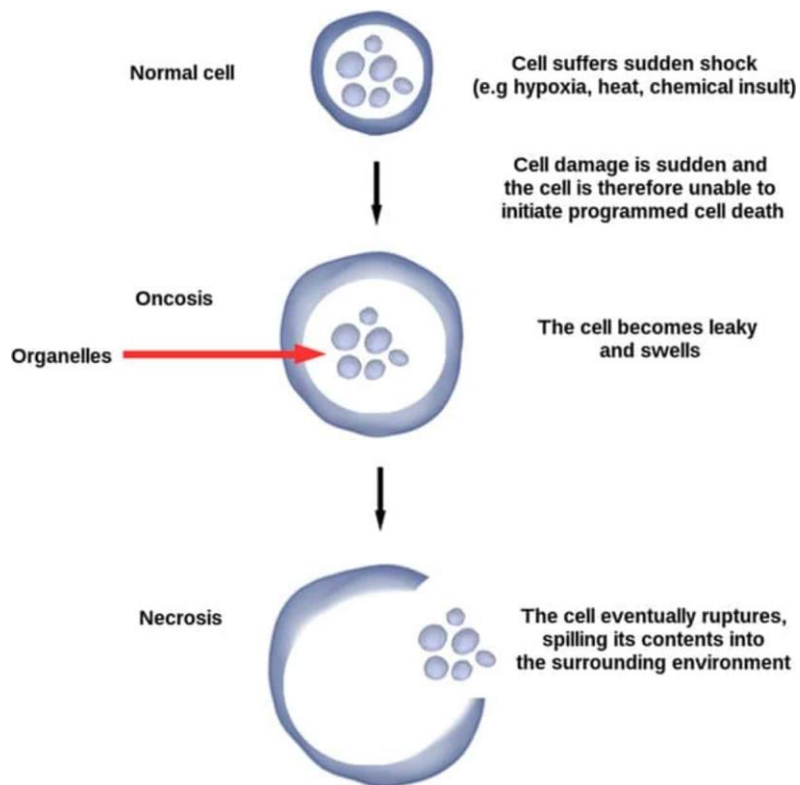 Normal cell
Cell suffers sudden shock
(e.g hypoxia, heat, chemical insult)
Cell damage is sudden and
the cell is therefore unable to
initiate programmed cell death
Oncosis
Organelles
The cell becomes leaky
and swells
Necrosis
The cell eventually ruptures,
spilling its contents into
the surrounding environment